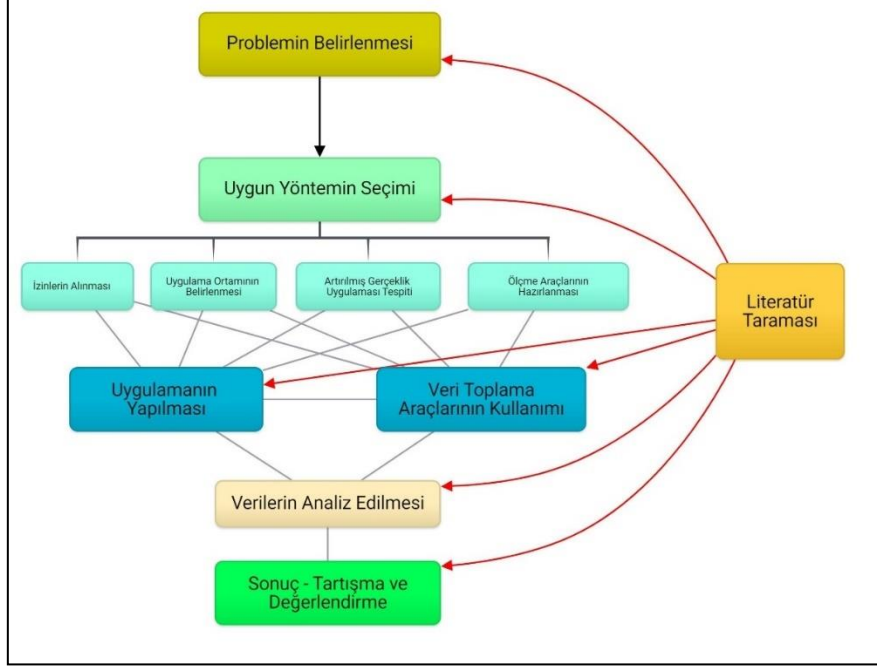 Problemin Belirlenmesi
Uygun Yöntemin Seçimi
İzinlerin Alınması
Uygulama Ortamının
Belirlenmesi
Artırılmış Gerçeklik
Uygulaması Tespiti
Ölçme Araçlarının
Hazırlanması
Literatür
Taraması
Uygulamanın
Yapılması
Veri Toplama
Araçlarının Kullanımı
Verilerin Analiz Edilmesi
Sonuç - Tartışma ve
Değerlendirme